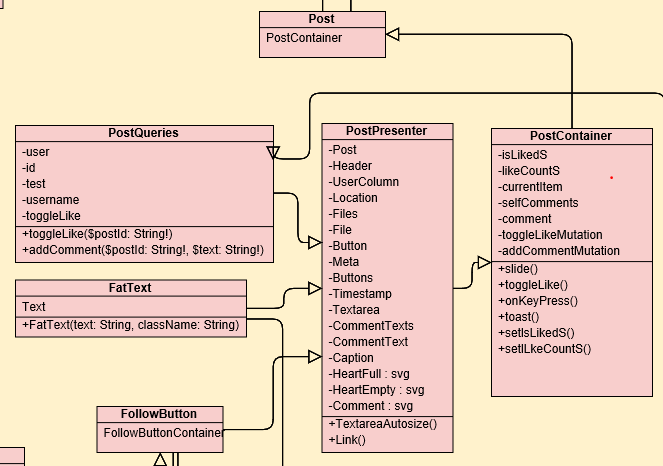 Post
PostContainer
PostQueries
-user
-id
-test
-username
-toggleLike
+toggleLike($postId: String!)
+addComment($postId: String!, $text: String!)
PostPresenter
-Post
-Header
-UserColumn
-Location
-Files
-File
-Button
-Meta
-Buttons
-Timestamp
-Textarea
-CommentTexts
-CommentText
-Caption
-HeartFull : svg
-HeartEmpty : svg
-Comment : svg
+TextareaAutosize()
+Link()
PostContainer
-isLikedS
-likeCountS
-currentItem
-selfComments
-comment
-toggleLikeMutation
-addCommentMutation
+slide()
+toggleLike()
+onKeyPress()
+toast()
+setIsLikedS()
+setlLkeCountS()
FatText
Text
+FatText(text: String, className: String)
FollowButton
FollowButtonContainer